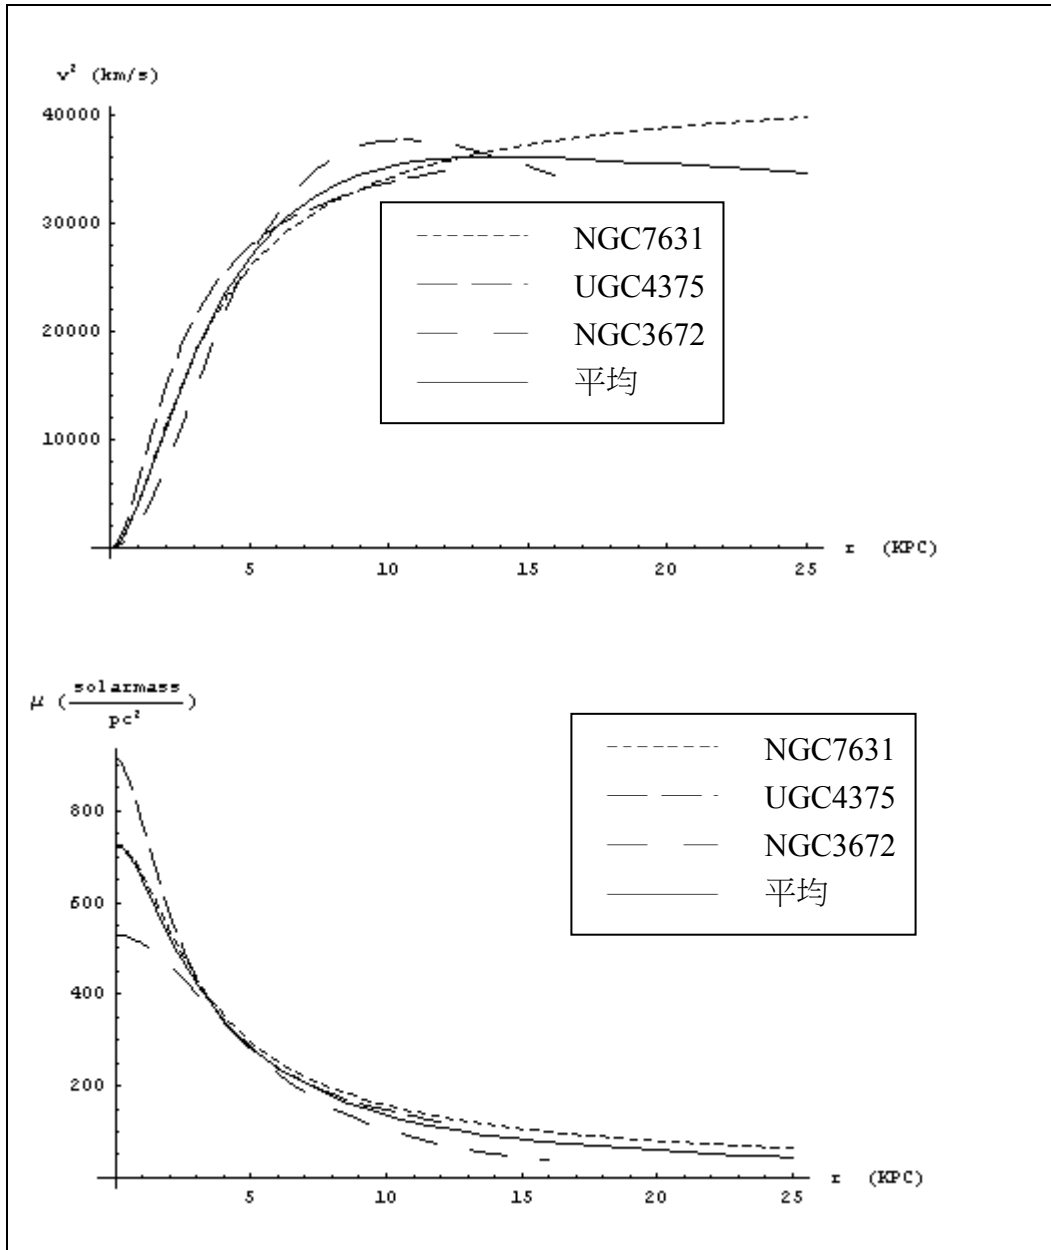 v² (km/s)
40000
30000
20000
10000
NGC7631
UGC4375
NGC3672
平均
5
10
15
20
25
r (KPC)
μ (solarmass/pc²)
800
600
400
200
NGC7631
UGC4375
NGC3672
平均
5
10
15
20
25
r (KPC)